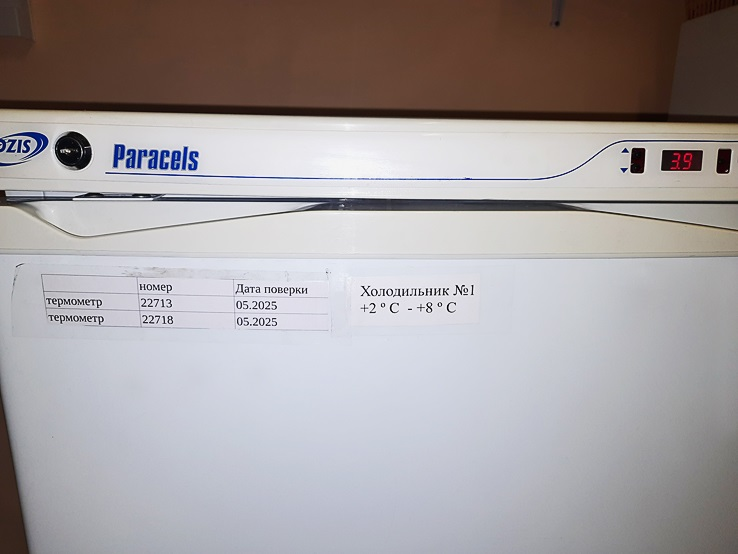 OZIS
Paracels
3.9
номер Дата поверки
термометр 22713 05.2025
термометр 22718 05.2025
Холодильник №1
+2 º C - +8 º C